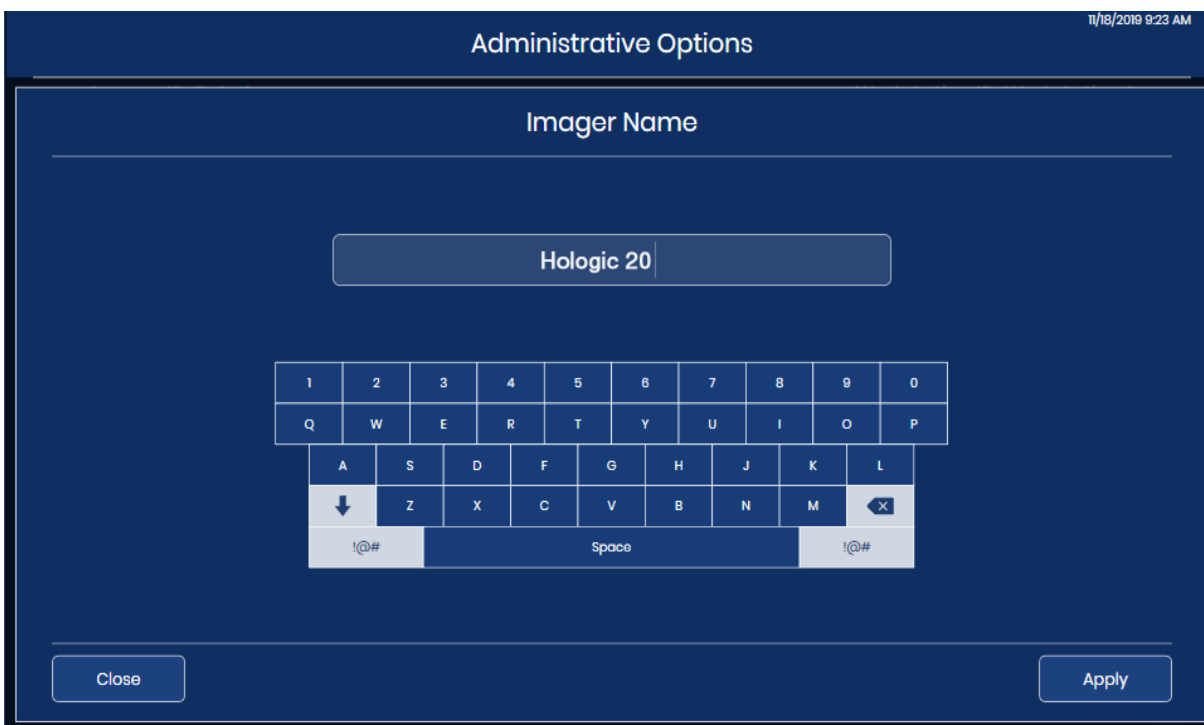 11/18/2019 9:23 AM
Administrative Options
Imager Name
Hologic 20
1 2 3 4 5 6 7 8 9 0
Q W E R T Y U I O P
A S D F G H J K L
Z X C V B N M
!@# Space !@#
Close Apply